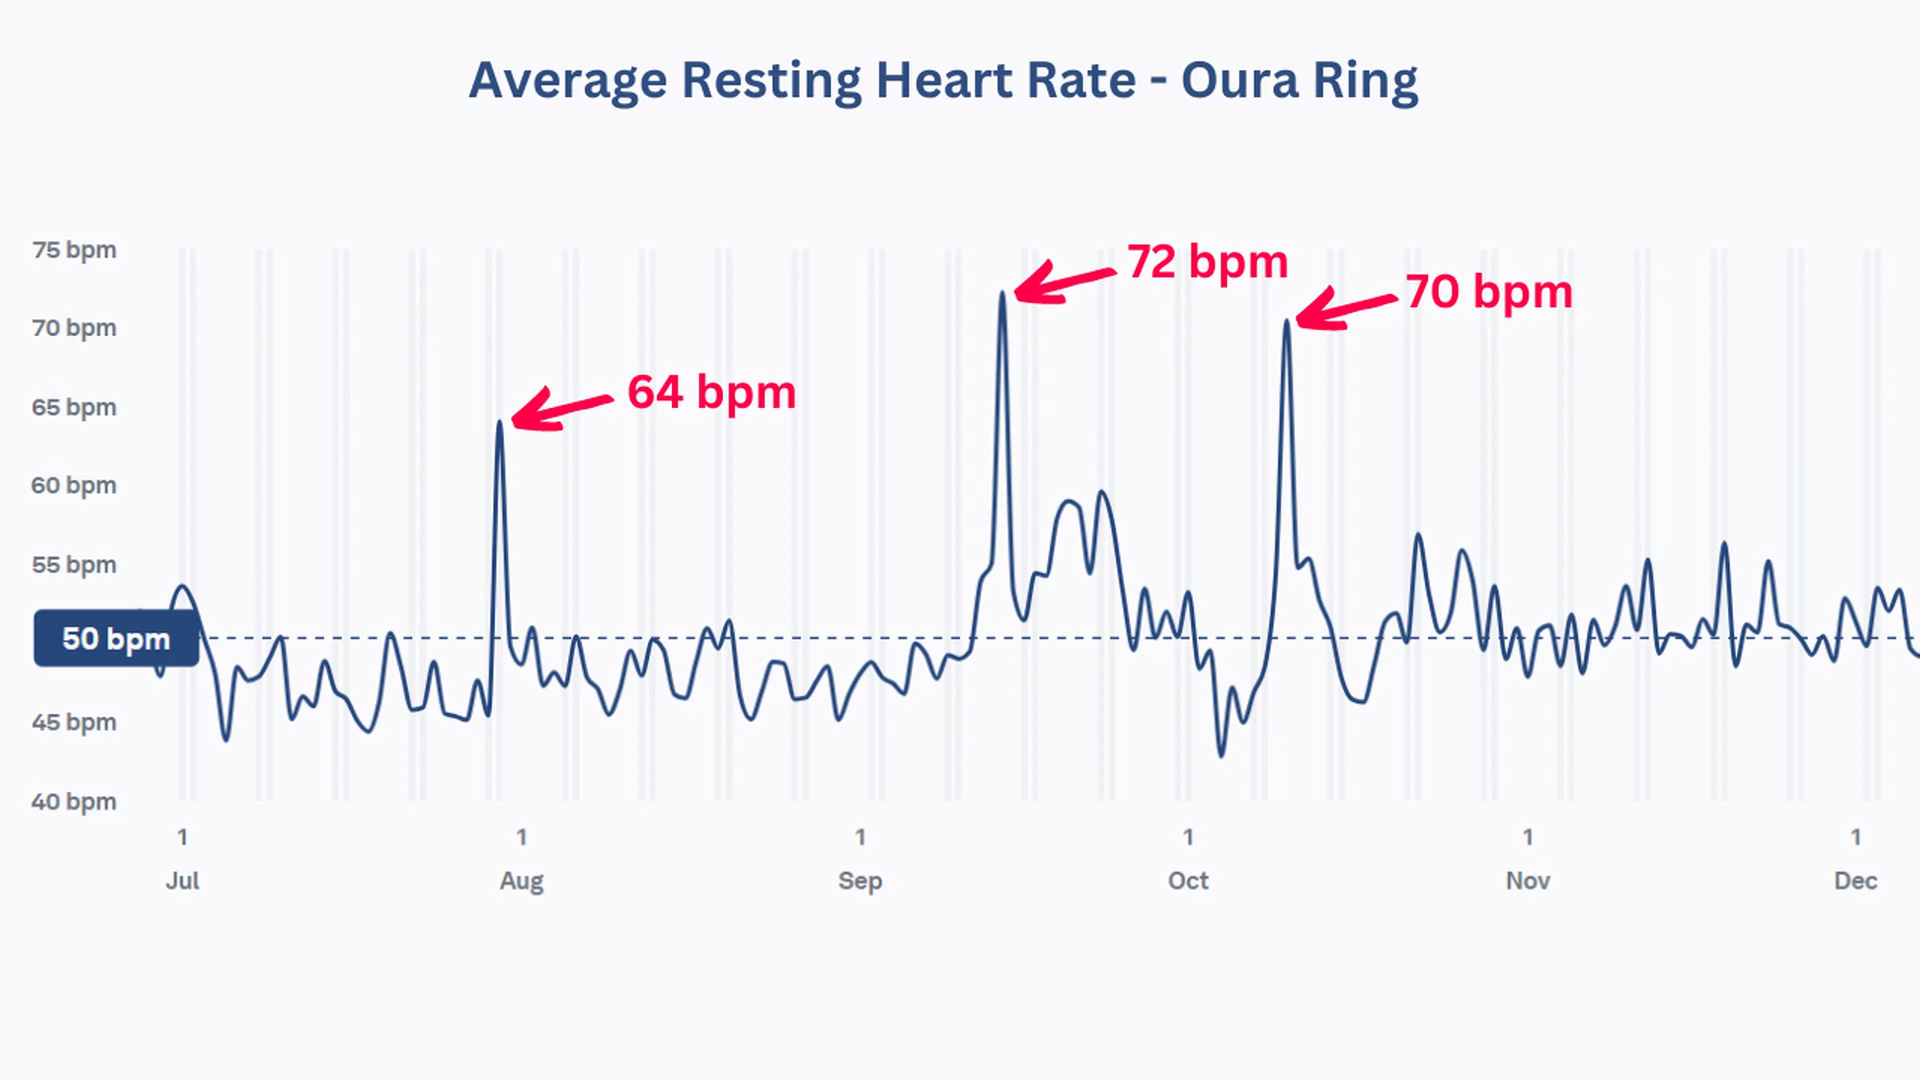 Average Resting Heart Rate - Oura Ring
75 bpm
72 bpm
70 bpm
70 bpm
64 bpm
65 bpm
60 bpm
55 bpm
50 bpm
45 bpm
40 bpm
1 1 1 1 1 1
Jul Aug Sep Oct Nov Dec